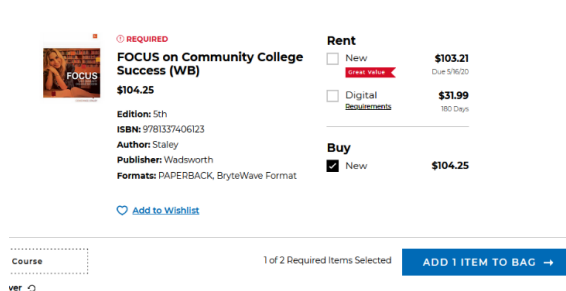 REQUIRED
FOCUS on Community College
Success (WB)
$104.25
Edition: 5th
ISBN: 9781337406123
Author: Staley
Publisher: Wadsworth
Formats: PAPERBACK, BryteWave Format
Add to Wishlist
FOCUS
Rent
New $103.21
Great Value Due 5/16/20
Digital $31.99
Requirements 180 Days
Buy
New $104.25
Course
1 of 2 Required Items Selected
ADD 1 ITEM TO BAG →
ver